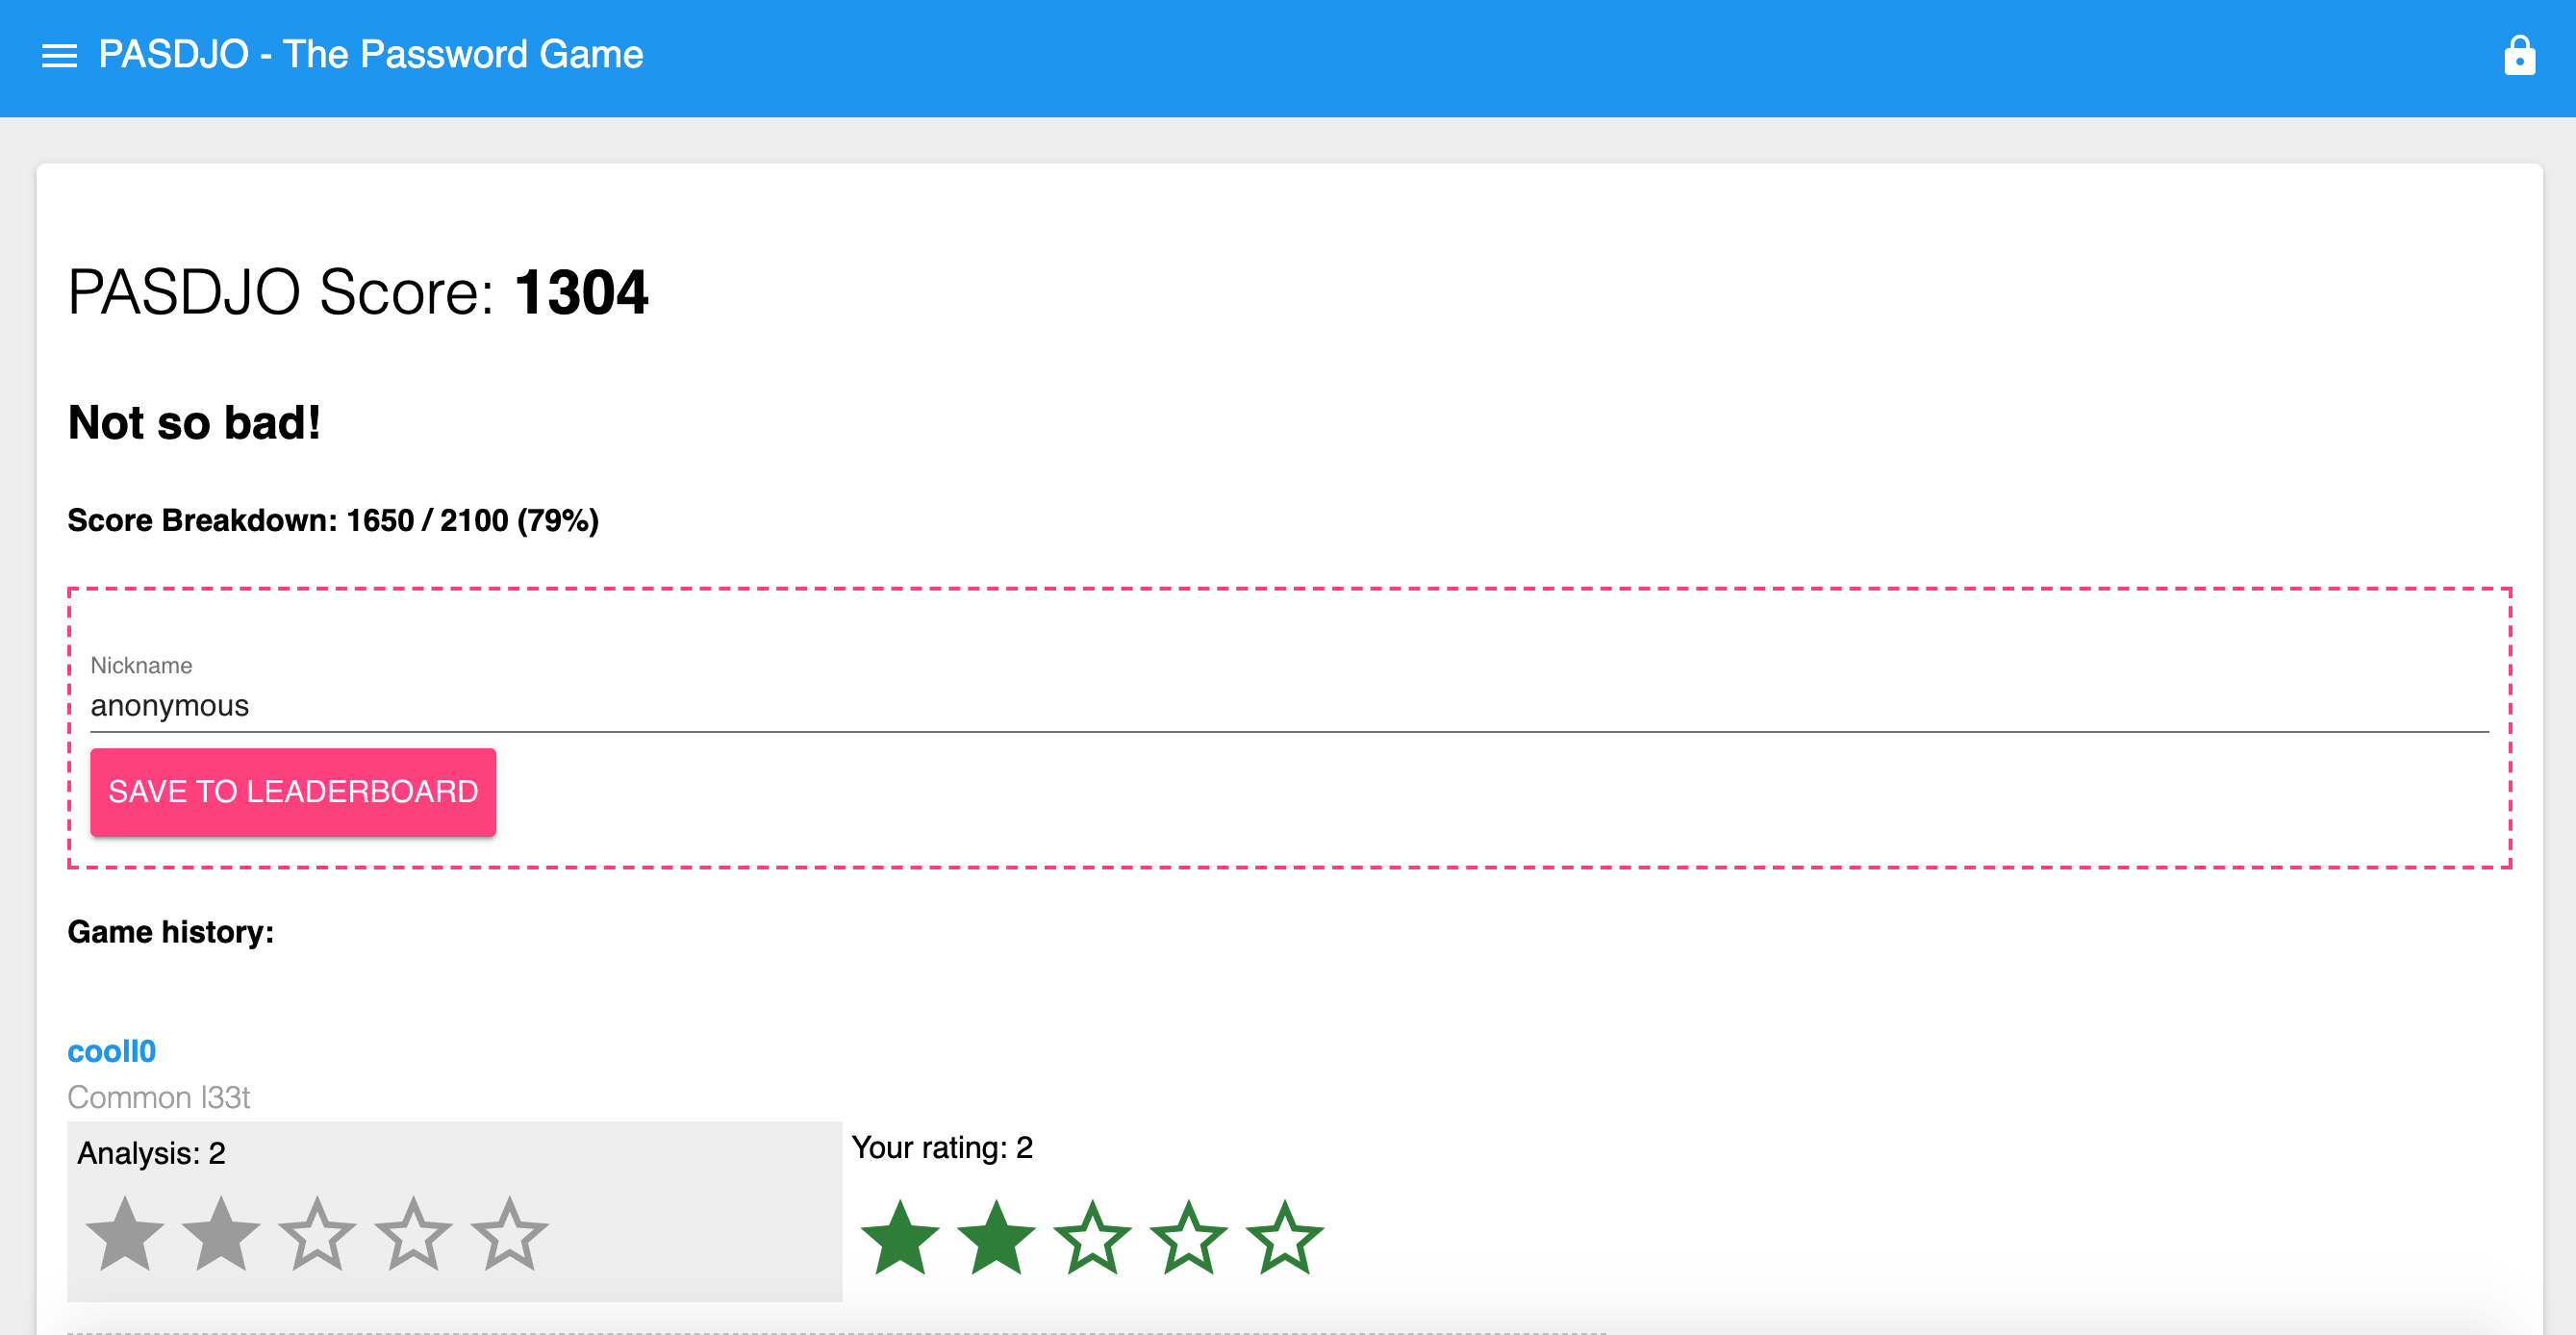 PASDJO - The Password Game
PASDJO Score: 1304
Not so bad!
Score Breakdown: 1650 / 2100 (79%)
Nickname
anonymous
SAVE TO LEADERBOARD
Game history:
cooll0
Common l33t
Analysis: 2
Your rating: 2